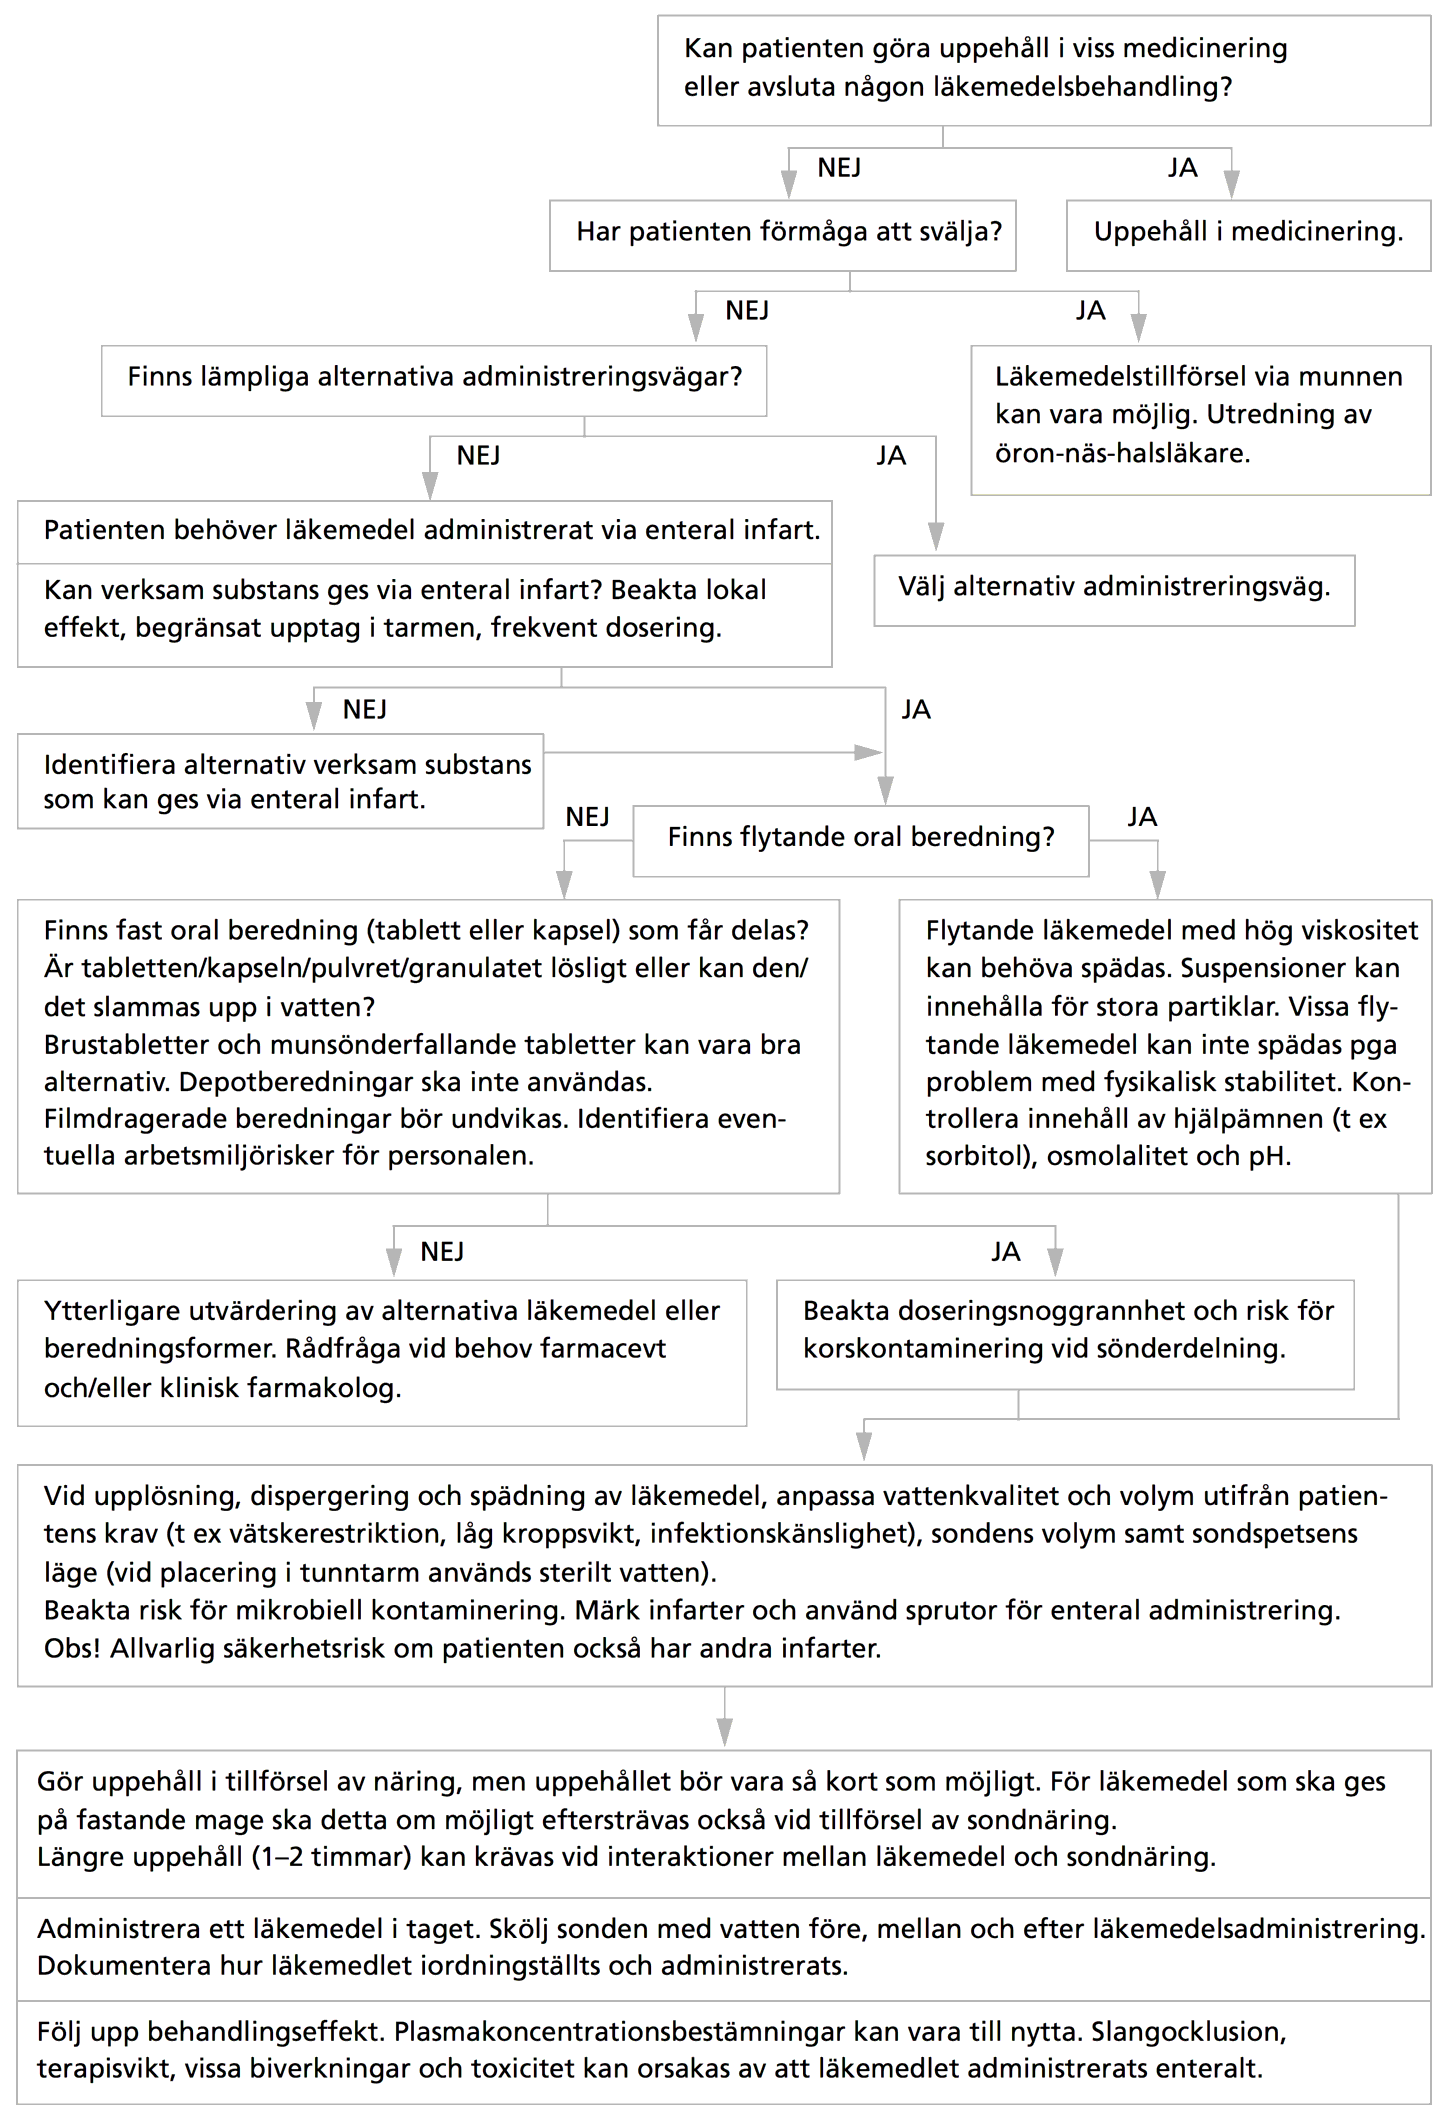 Kan patienten göra uppehåll i viss medicinering
eller avsluta någon läkemedelsbehandling?
NEJ
JA
Har patienten förmåga att svälja?
Uppehåll i medicinering.
NEJ
JA
Finns lämpliga alternativa administreringsvägar?
Läkemedelstillförsel via munnen
kan vara möjlig. Utredning av
öron-näs-halsläkare.
NEJ
JA
Patienten behöver läkemedel administrerat via enteral infart.
Kan verksam substans ges via enteral infart? Beakta lokal
effekt, begränsat upptag i tarmen, frekvent dosering.
Välj alternativ administreringsväg.
NEJ
JA
Identifiera alternativ verksam substans
som kan ges via enteral infart.
NEJ
Finns flytande oral beredning?
JA
Finns fast oral beredning (tablett eller kapsel) som får delas?
Är tabletten/kapseln/pulvret/granulatet lösligt eller kan den/
det slammas upp i vatten?
Brustabletter och munsönderfallande tabletter kan vara bra
alternativ. Depotberedningar ska inte användas.
Filmdragerade beredningar bör undvikas. Identifiera even-
tuella arbetsmiljörisker för personalen.
Flytande läkemedel med hög viskositet
kan behöva spädas. Suspensioner kan
innehålla för stora partiklar. Vissa fly-
tande läkemedel kan inte spädas pga
problem med fysikalisk stabilitet. Kon-
trollera innehåll av hjälpämnen (t ex
sorbitol), osmolalitet och pH.
NEJ
JA
Ytterligare utvärdering av alternativa läkemedel eller
beredningsformer. Rådfråga vid behov farmacevt
och/eller klinisk farmakolog.
Beakta doseringsnoggrannhet och risk för
korskontaminering vid sönderdelning.
Vid upplösning, dispergering och spädning av läkemedel, anpassa vattenkvalitet och volym utifrån patien-
tens krav (t ex vätskerestriktion, låg kroppsvikt, infektionskänslighet), sondens volym samt sondspetsens
läge (vid placering i tunntarm används sterilt vatten).
Beakta risk för mikrobiell kontaminering. Märk infarter och använd sprutor för enteral administrering.
Obs! Allvarlig säkerhetsrisk om patienten också har andra infarter.
Gör uppehåll i tillförsel av näring, men uppehållet bör vara så kort som möjligt. För läkemedel som ska ges
på fastande mage ska detta om möjligt eftersträvas också vid tillförsel av sondnäring.
Längre uppehåll (1–2 timmar) kan krävas vid interaktioner mellan läkemedel och sondnäring.
Administrera ett läkemedel i taget. Skölj sonden med vatten före, mellan och efter läkemedelsadministrering.
Dokumentera hur läkemedlet iordningställts och administrerats.
Följ upp behandlingseffekt. Plasmakoncentrationsbestämningar kan vara till nytta. Slangocklusion,
terapisvikt, vissa biverkningar och toxicitet kan orsakas av att läkemedlet administrerats enteralt.